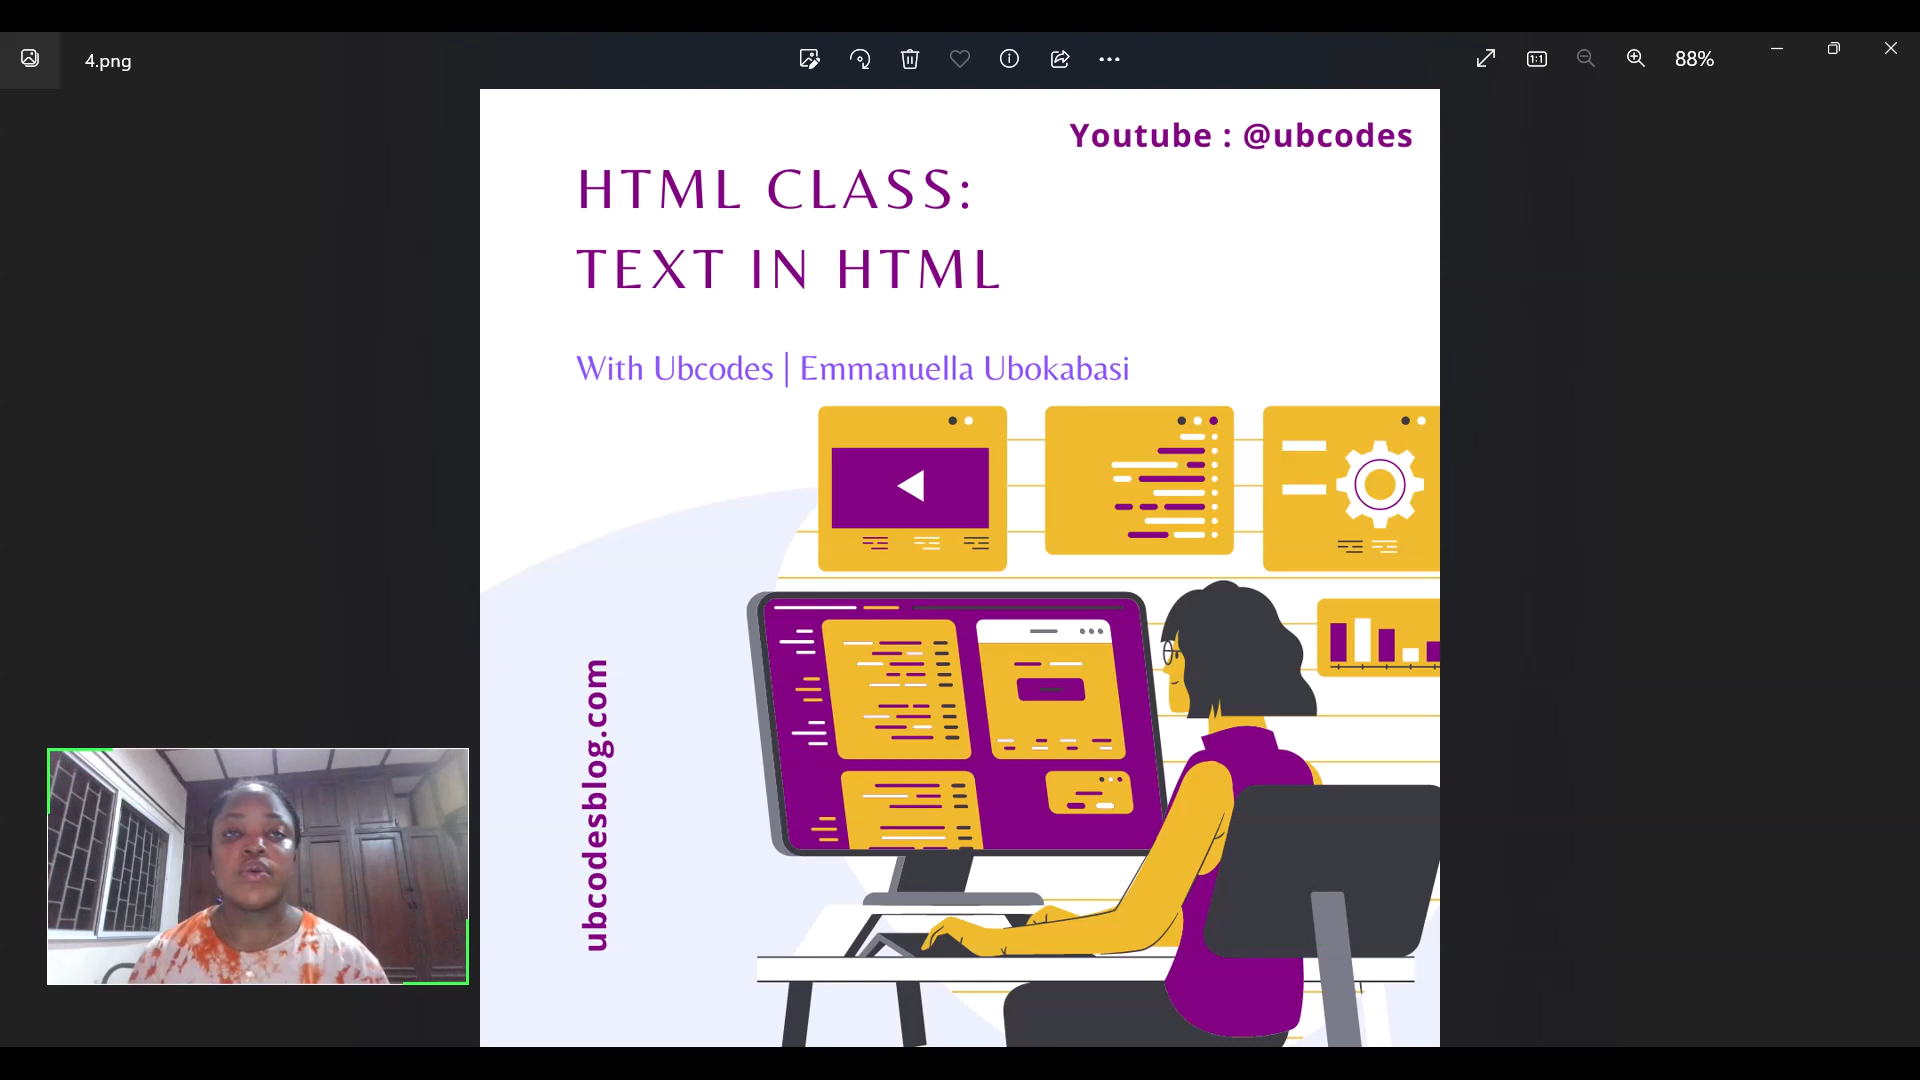 4.png
88%
Youtube : @ubcodes
HTML CLASS:
TEXT IN HTML
With Ubcodes | Emmanuella Ubokabasi
ubcodesblog.com